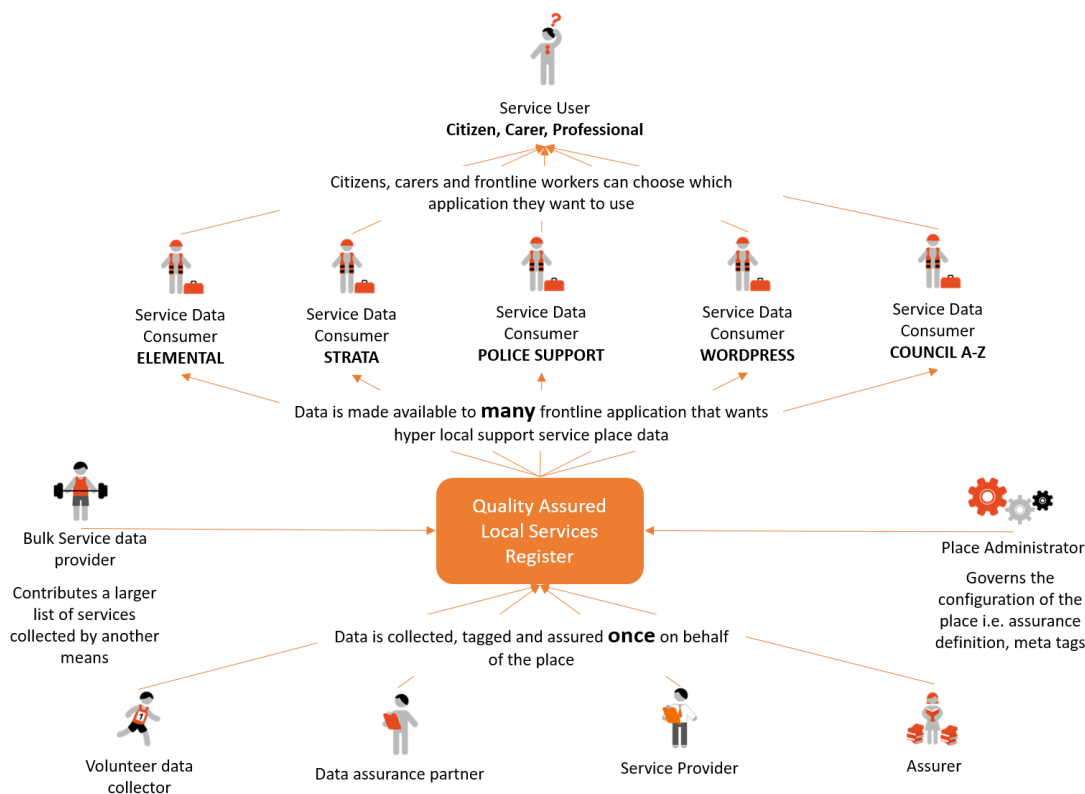 ?
Service User
Citizen, Carer, Professional
Citizens, carers and frontline workers can choose which
application they want to use
Service Data
Consumer
ELEMENTAL
Service Data
Consumer
STRATA
Service Data
Consumer
POLICE SUPPORT
Service Data
Consumer
WORDPRESS
Service Data
Consumer
COUNCIL A-Z
Data is made available to many frontline application that wants
hyper local support service place data
Bulk Service data
provider
Contributes a larger
list of services
collected by another
means
Quality Assured
Local Services
Register
Place Administrator
Governs the
configuration of the
place i.e. assurance
definition, meta tags
Data is collected, tagged and assured once on behalf
of the place
1
Volunteer data
collector
Data assurance partner
Service Provider
Assurer